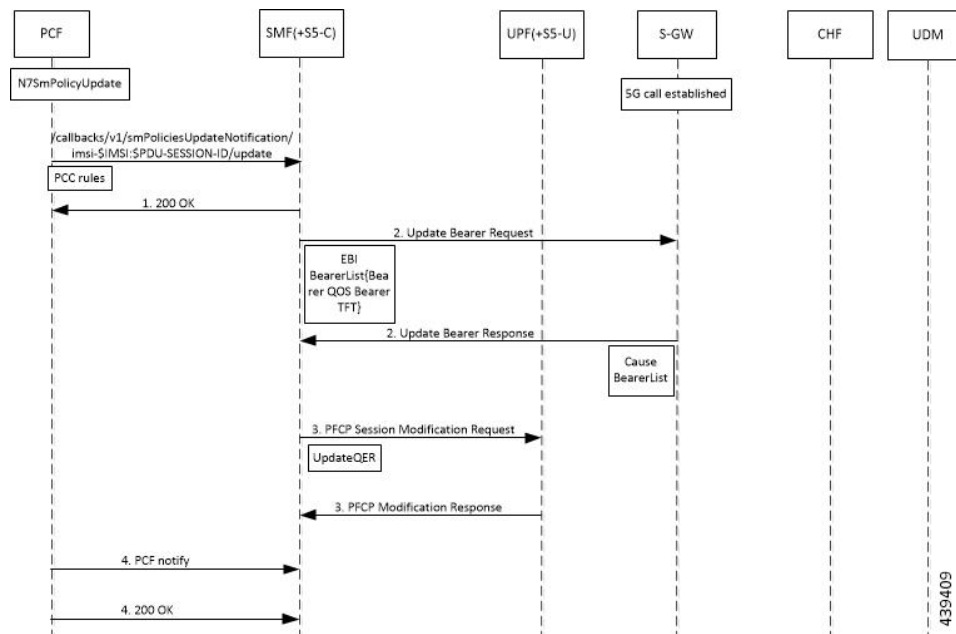 PCF
SMF(+S5-C)
UPF(+S5-U)
S-GW
CHF
UDM
N7SmPolicyUpdate
5G call established
/callbacks/v1/smPoliciesUpdateNotification/
imsi-$IMSI:$PDU-SESSION-ID/update
PCC rules
1. 200 OK
2. Update Bearer Request
EBI
BearerList{Bea
rer QOS Bearer
TFT}
2. Update Bearer Response
Cause
BearerList
3. PFCP Session Modification Request
UpdateQER
3. PFCP Modification Response
4. PCF notify
4. 200 OK
439409